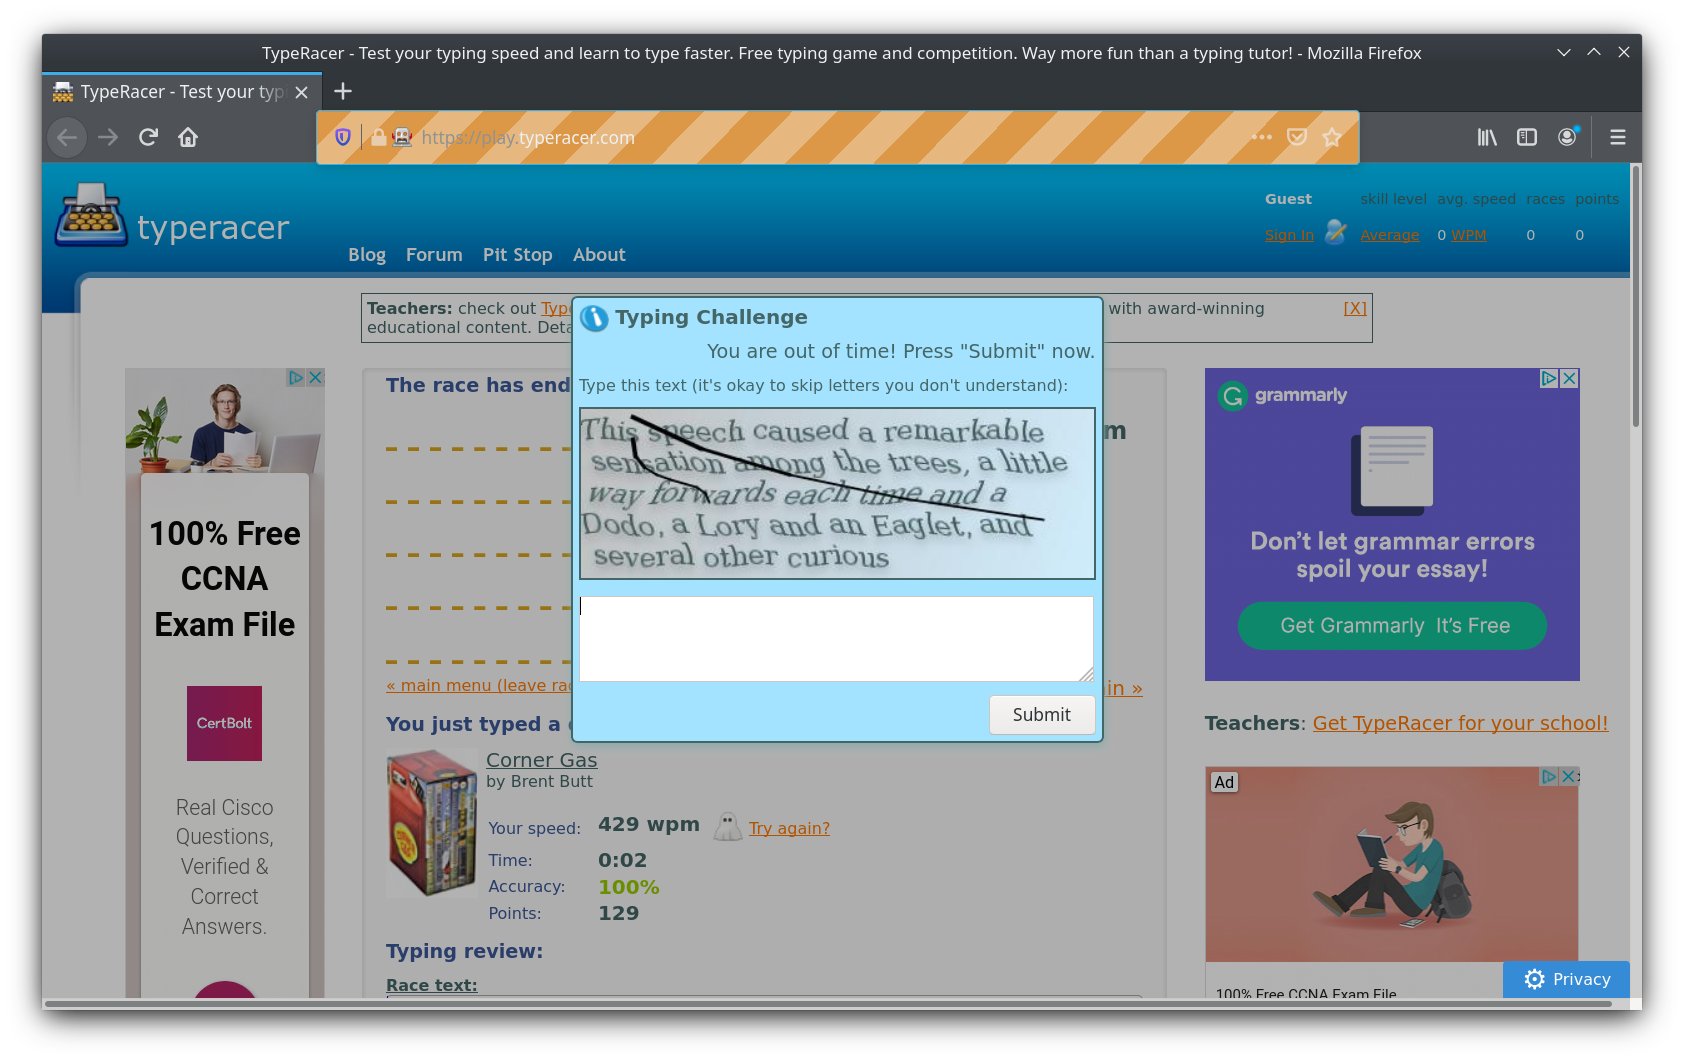 TypeRacer - Test your typing speed and learn to type faster. Free typing game and competition. Way more fun than a typing tutor! - Mozilla Firefox
TypeRacer - Test your typ
https://play.typeracer.com
typeracer
Blog Forum Pit Stop About
Guest skill level avg. speed races points
Sign In Average 0 WPM 0 0
Teachers: check out Type with award-winning [X]
educational content. Deta
Typing Challenge
You are out of time! Press "Submit" now.
Type this text (it's okay to skip letters you don't understand):
This speech caused a remarkable
sensation among the trees, a little
way forwards each time and a
Dodo, a Lory and an Eaglet, and
several other curious
Submit
The race has end
m
« main menu (leave rac
in »
You just typed a
Corner Gas
by Brent Butt
Your speed: 429 wpm Try again?
Time: 0:02
Accuracy: 100%
Points: 129
Typing review:
Race text:
100% Free
CCNA
Exam File
CertBolt
Real Cisco
Questions,
Verified &
Correct
Answers.
grammarly
Don't let grammar errors
spoil your essay!
Get Grammarly It's Free
Teachers: Get TypeRacer for your school!
Ad
100% Free CCNA Exam File
Privacy